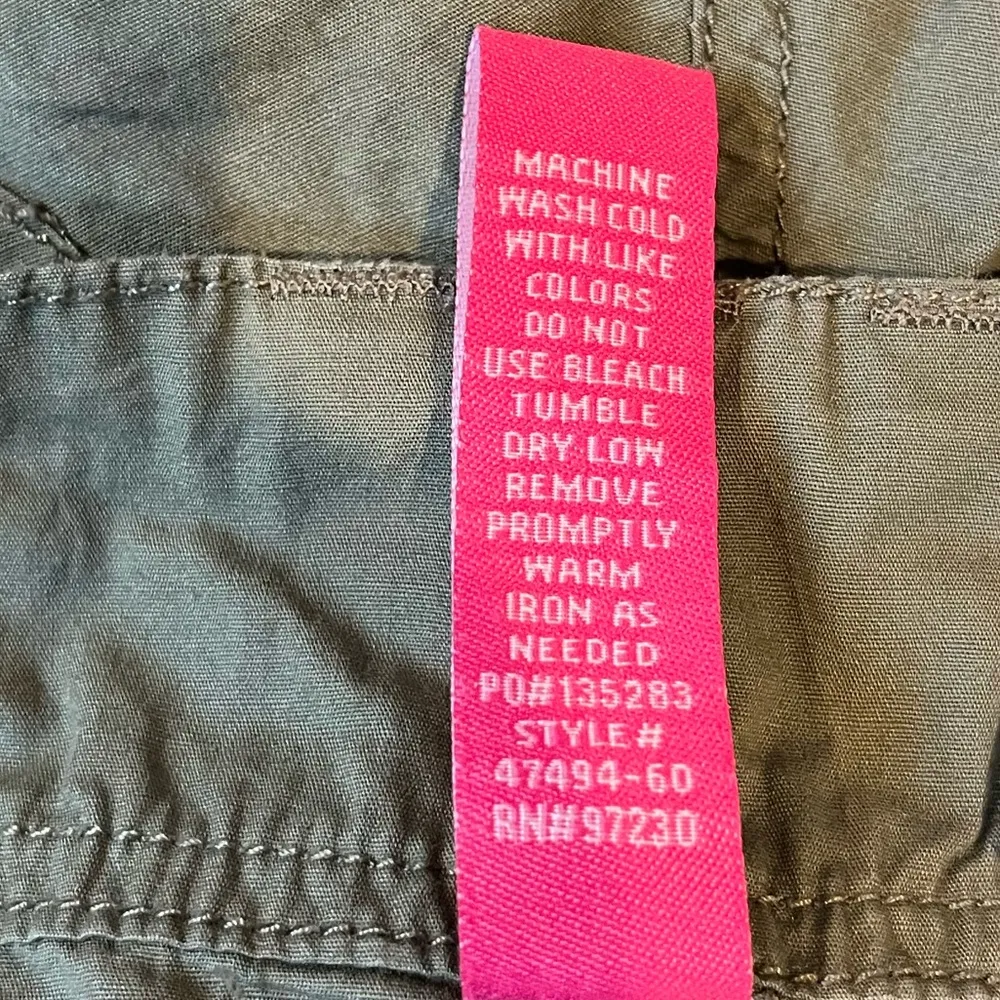 MACHINE
WASH COLD
WITH LIKE
COLORS
DO NOT
USE BLEACH
TUMBLE
DRY LOW
REMOVE
PROMPTLY
WARM
IRON AS
NEEDED
PO#135283
STYLE#
47494-60
RN#97230